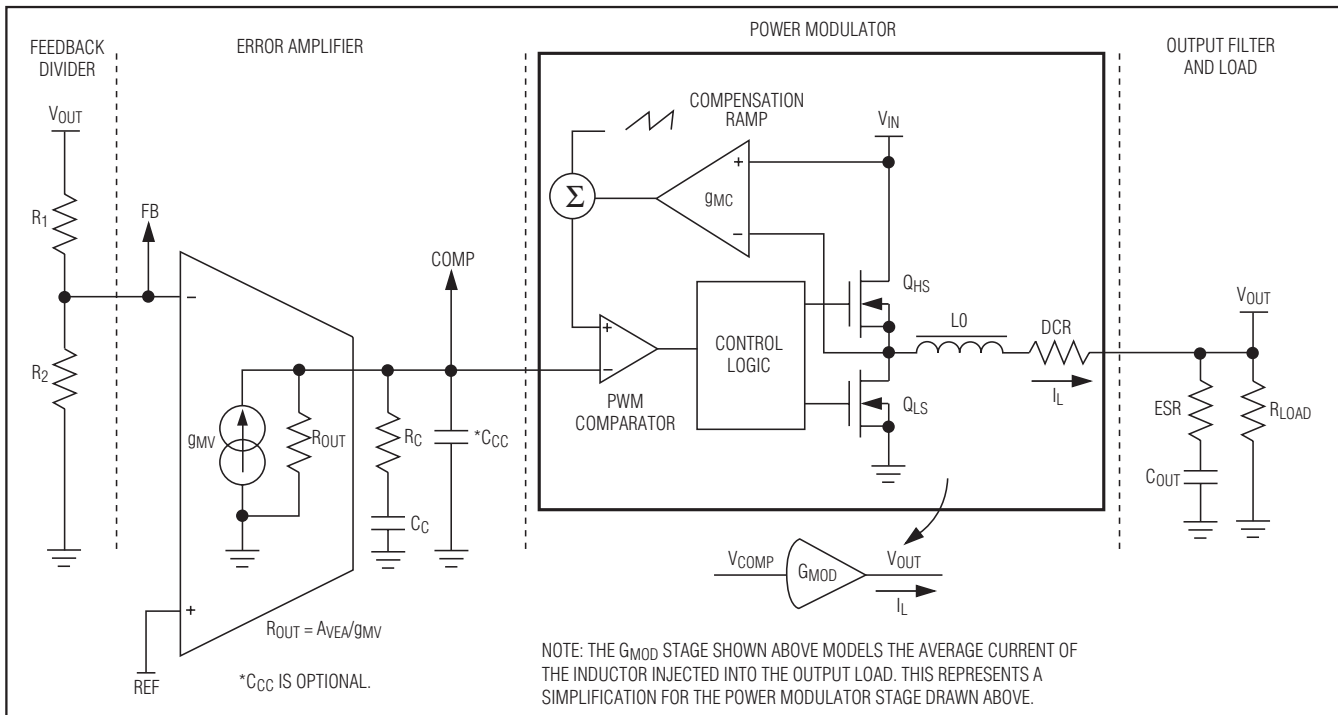 FEEDBACK
DIVIDER
ERROR AMPLIFIER
POWER MODULATOR
OUTPUT FILTER
AND LOAD
VOUT
R1
FB
R2
COMP
gMV
ROUT
RC
*CCC
CC
ROUT = AVEA/gMV
REF
*CCC IS OPTIONAL.
COMPENSATION
RAMP
VIN
Σ
+
gMC
−
QHS
+
−
PWM
COMPARATOR
CONTROL
LOGIC
QLS
L0
DCR
IL
VOUT
ESR
RLOAD
COUT
−
+
VCOMP
GMOD
VOUT
IL
NOTE: THE GMOD STAGE SHOWN ABOVE MODELS THE AVERAGE CURRENT OF
THE INDUCTOR INJECTED INTO THE OUTPUT LOAD. THIS REPRESENTS A
SIMPLIFICATION FOR THE POWER MODULATOR STAGE DRAWN ABOVE.